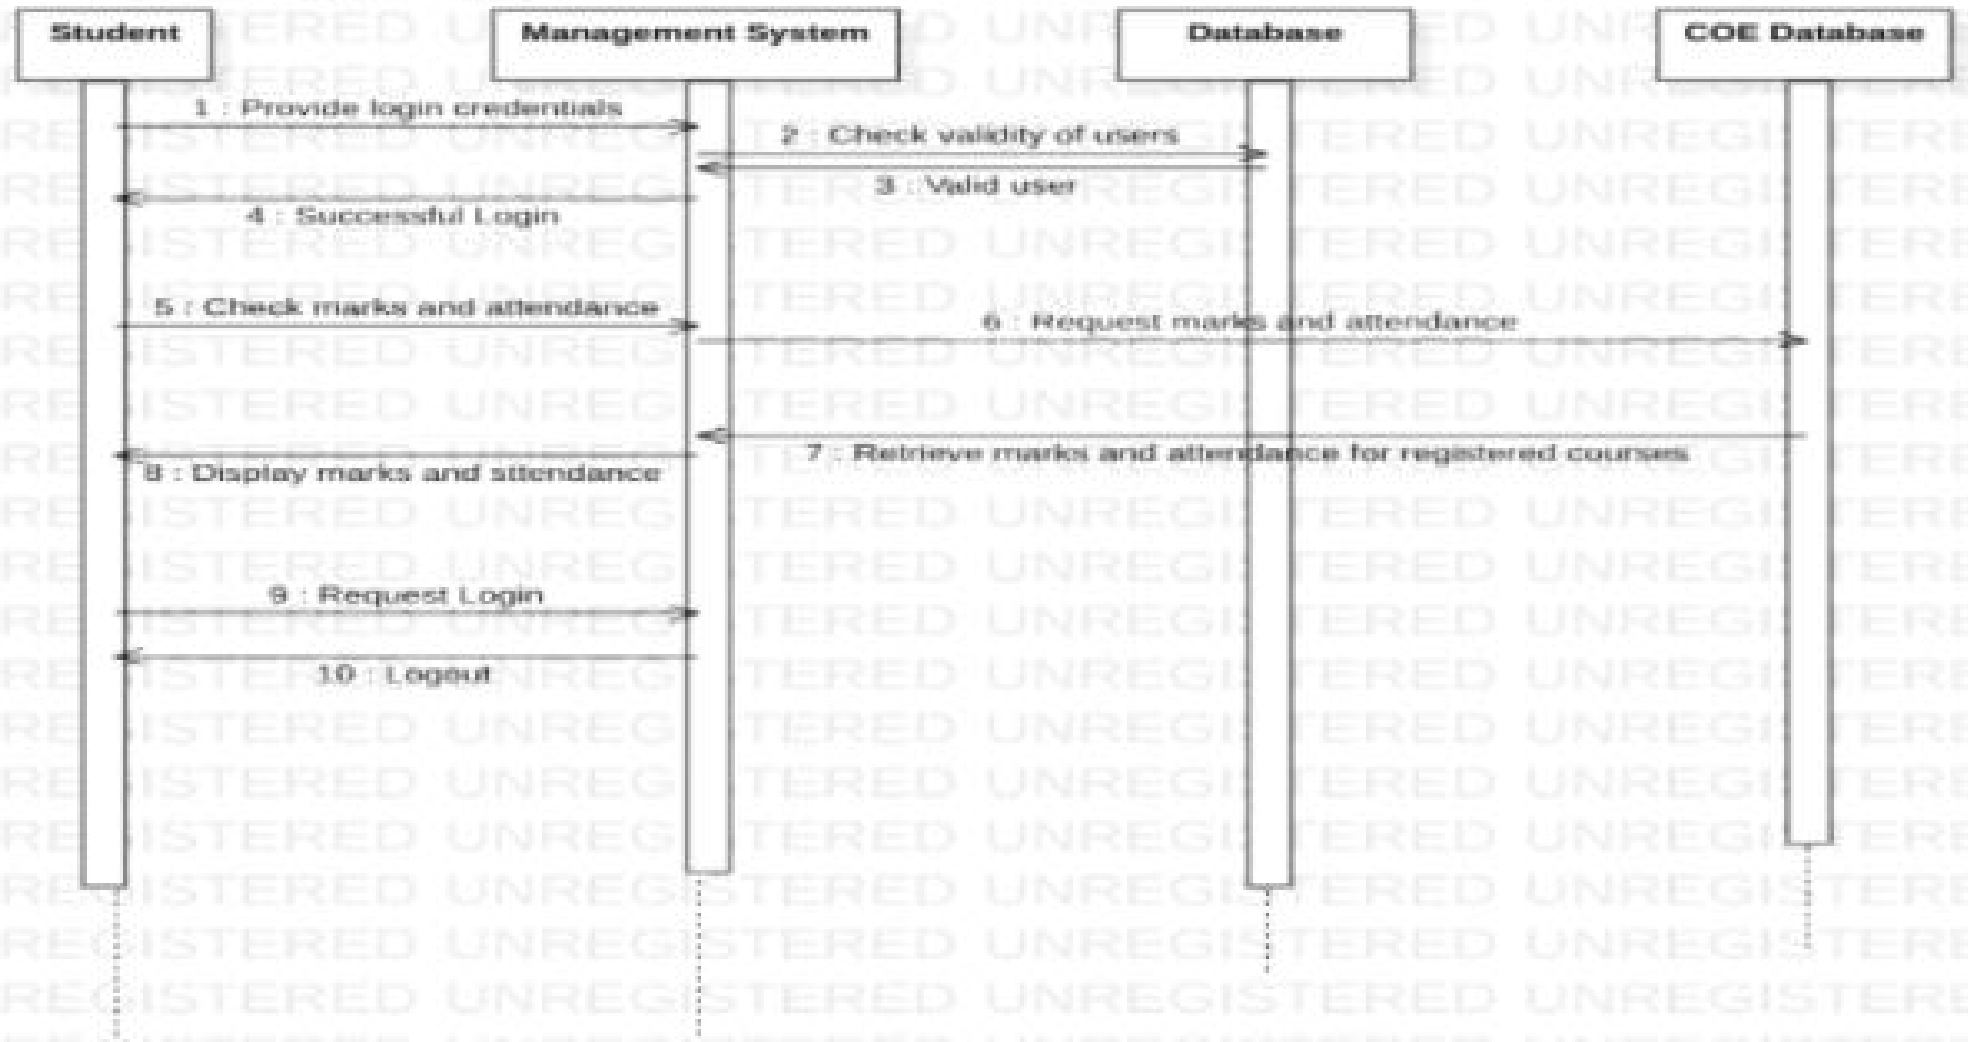 Student
Management System
Database
COE Database
1 : Provide login credentials
2 : Check validity of users
3 : Valid user
4 : Successful Login
5 : Check marks and attendance
6 : Request marks and attendance
7 : Retrieve marks and attendance for registered courses
8 : Display marks and sttendance
9 : Request Login
10 : Logout
UNREGISTERED